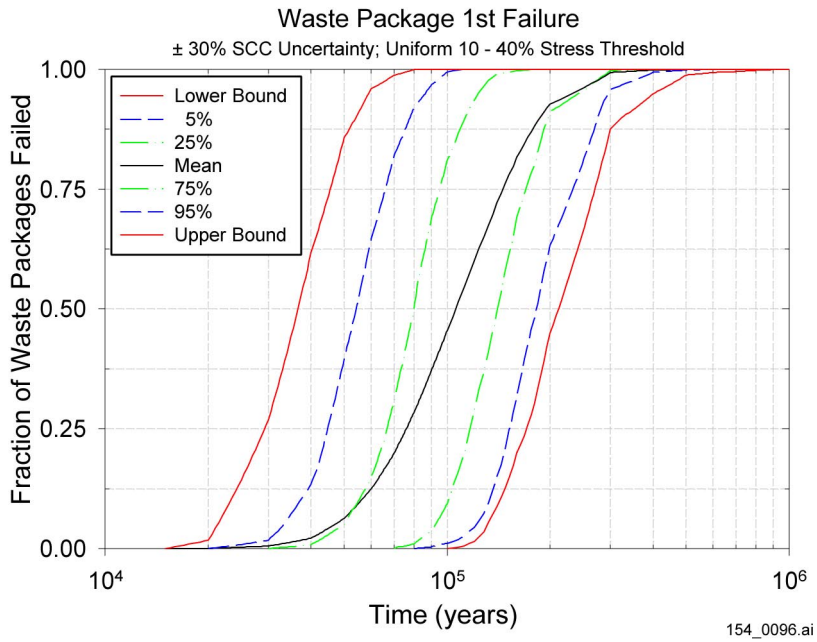 Waste Package 1st Failure
± 30% SCC Uncertainty; Uniform 10 - 40% Stress Threshold
Fraction of Waste Packages Failed
1.00
0.75
0.50
0.25
0.00
Lower Bound
5%
25%
Mean
75%
95%
Upper Bound
10⁴
10⁵
10⁶
Time (years)
154_0096.ai